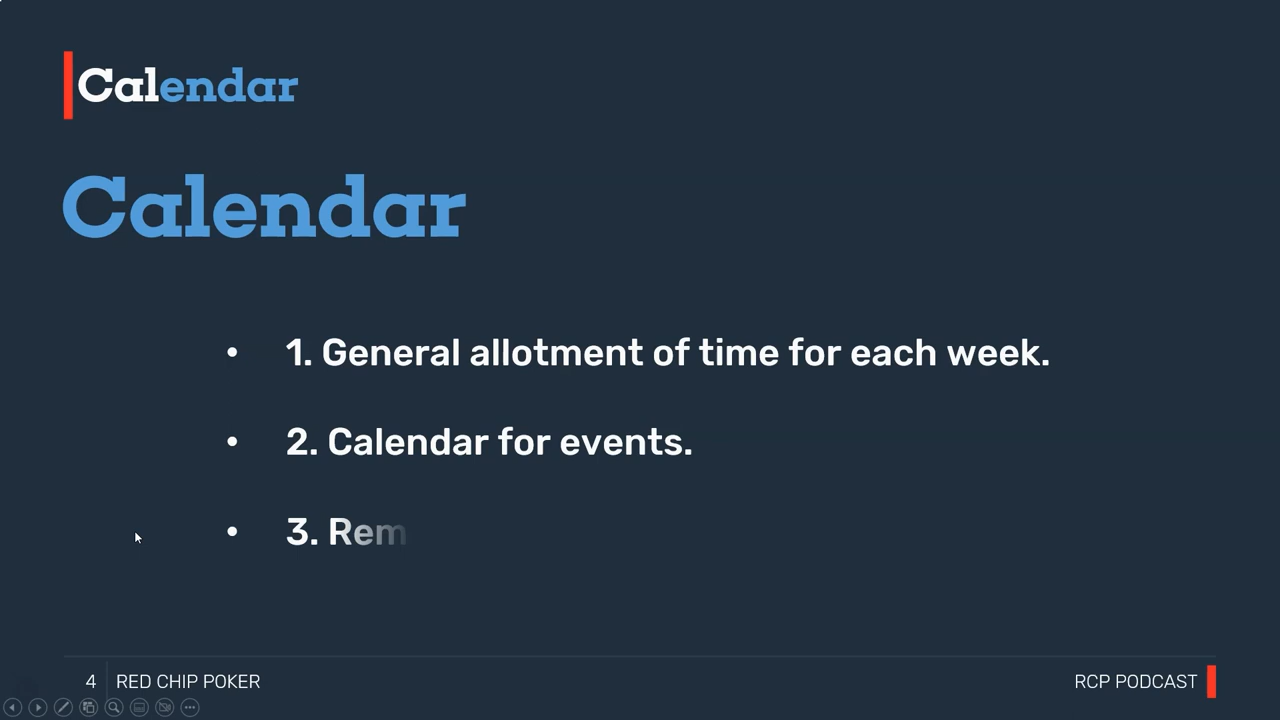 Calendar
Calendar
• 1. General allotment of time for each week.
• 2. Calendar for events.
• 3. Rem
4 RED CHIP POKER
RCP PODCAST